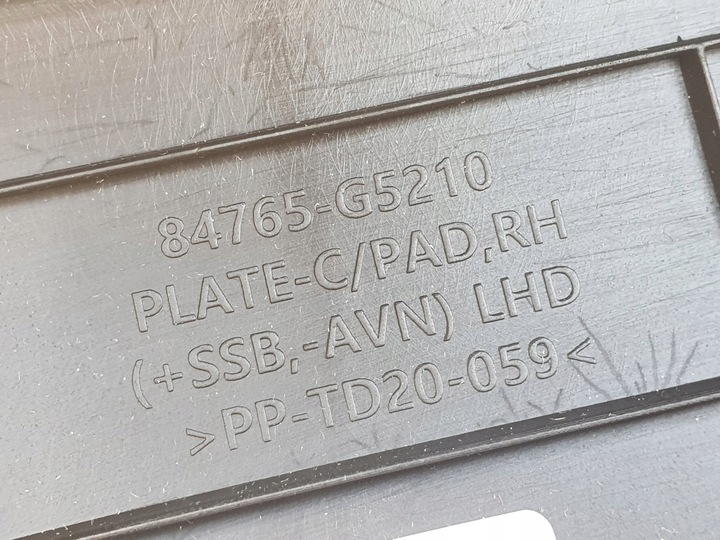 84765-G5210
PLATE-C/PAD,RH
(+SSB,-AVN) LHD
>PP-TD20-059<